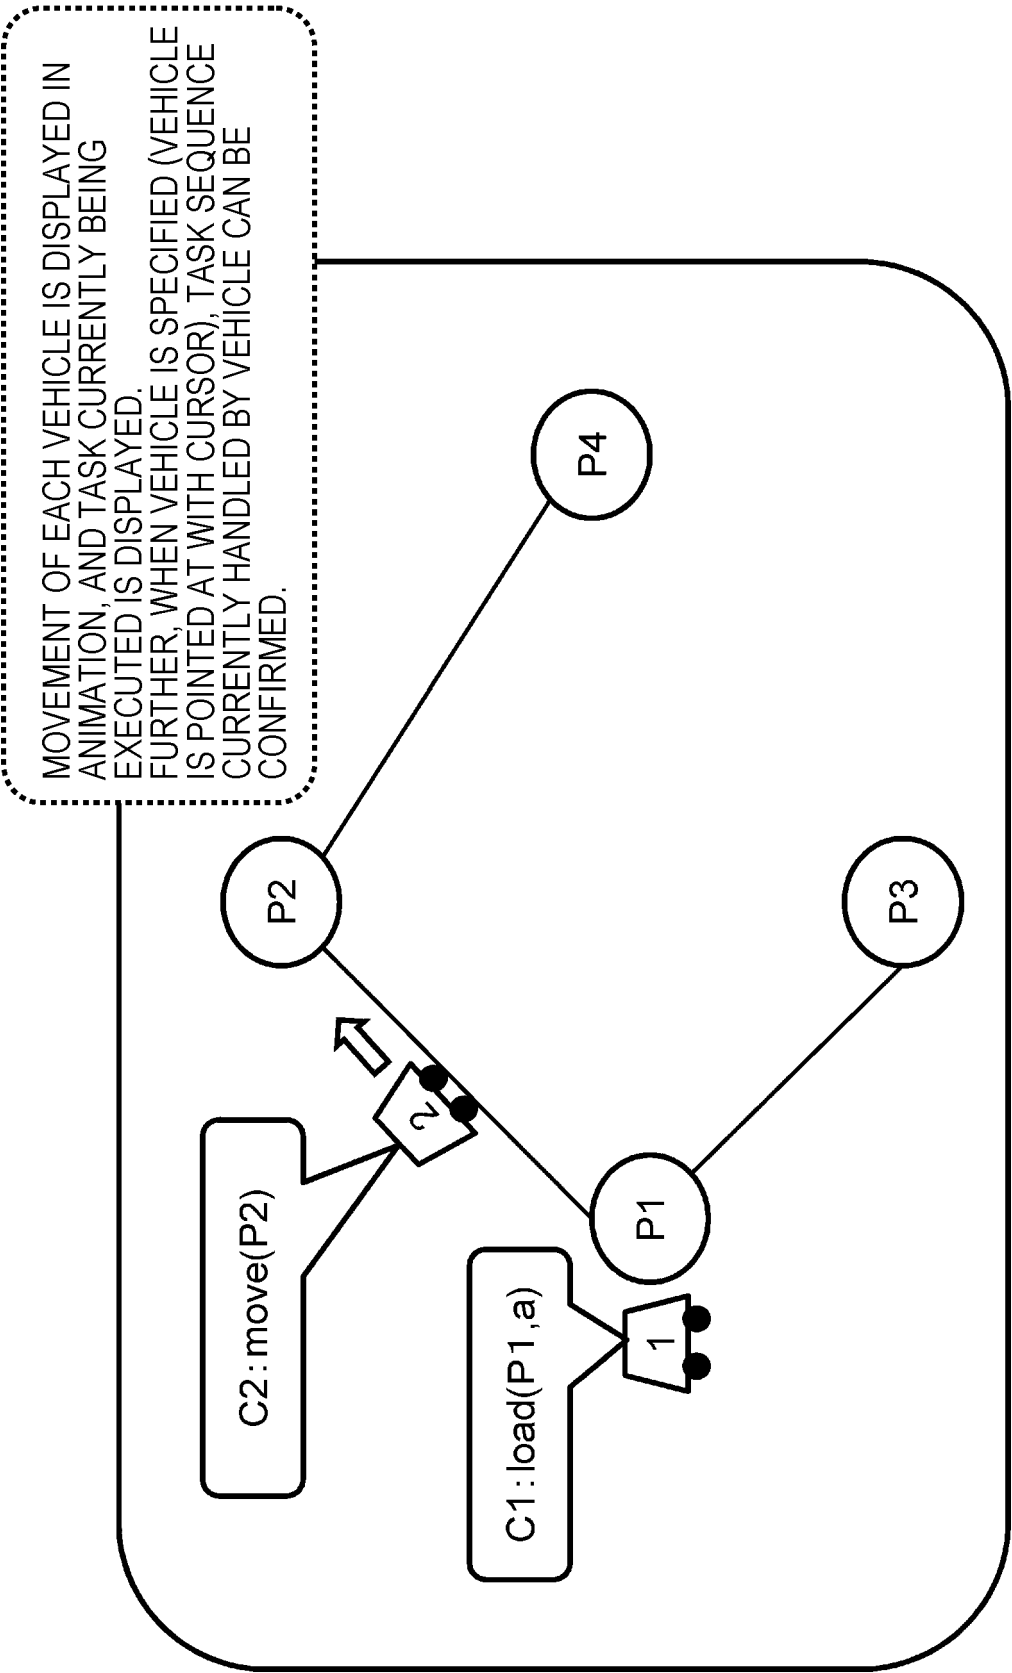 MOVEMENT OF EACH VEHICLE IS DISPLAYED IN
ANIMATION, AND TASK CURRENTLY BEING
EXECUTED IS DISPLAYED.
FURTHER, WHEN VEHICLE IS SPECIFIED (VEHICLE
IS POINTED AT WITH CURSOR), TASK SEQUENCE
CURRENTLY HANDLED BY VEHICLE CAN BE
CONFIRMED.
C2:move(P2)
2
P2
C1:load(P1,a)
1
P1
P4
P3